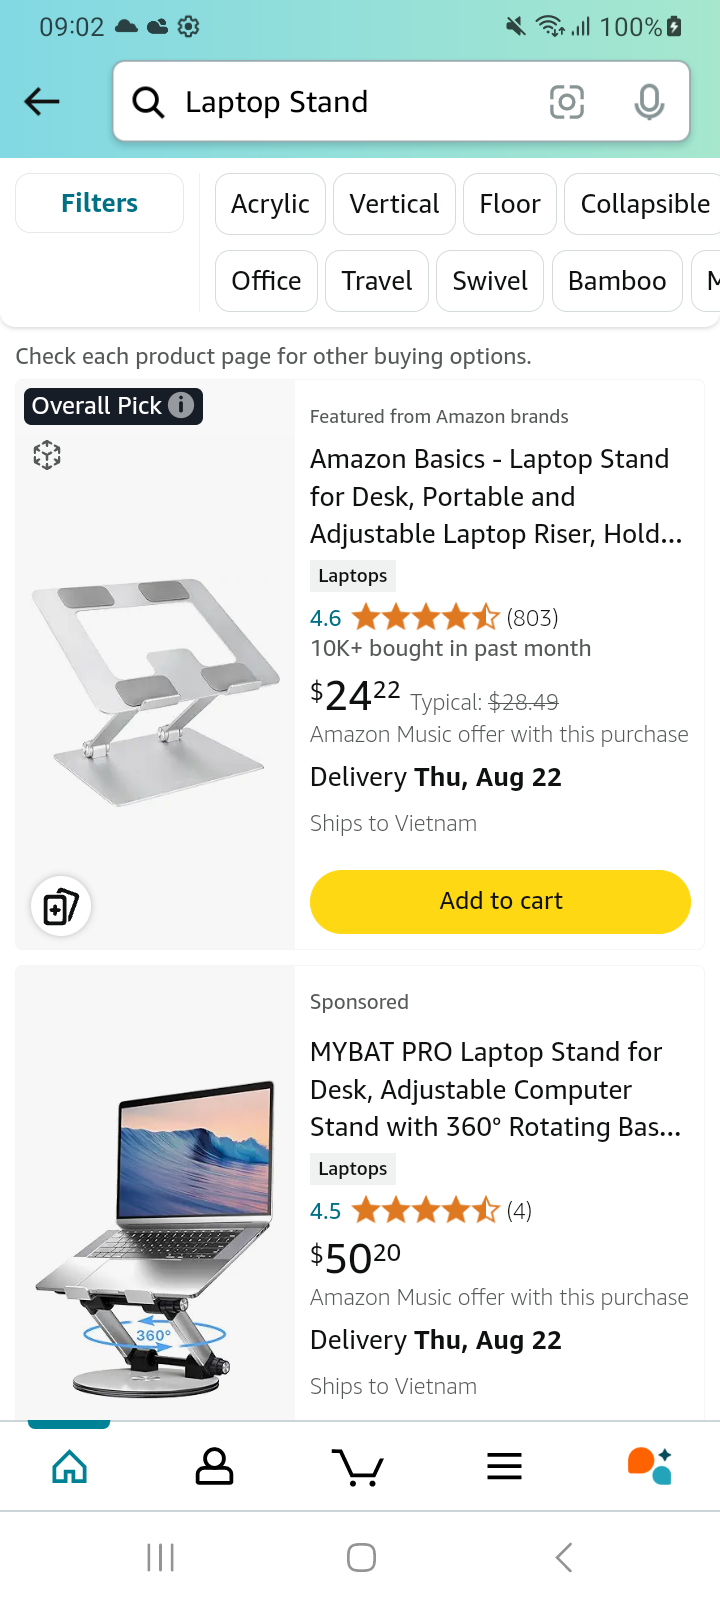 09:02
100%
Laptop Stand
Filters
Acrylic
Vertical
Floor
Collapsible
Office
Travel
Swivel
Bamboo
M
Check each product page for other buying options.
Overall Pick
Featured from Amazon brands
Amazon Basics - Laptop Stand
for Desk, Portable and
Adjustable Laptop Riser, Hold...
Laptops
4.6 (803)
10K+ bought in past month
$24.22 Typical: $28.49
Amazon Music offer with this purchase
Delivery Thu, Aug 22
Ships to Vietnam
Add to cart
Sponsored
MYBAT PRO Laptop Stand for
Desk, Adjustable Computer
Stand with 360° Rotating Bas...
Laptops
4.5 (4)
$50.20
Amazon Music offer with this purchase
Delivery Thu, Aug 22
Ships to Vietnam
360°